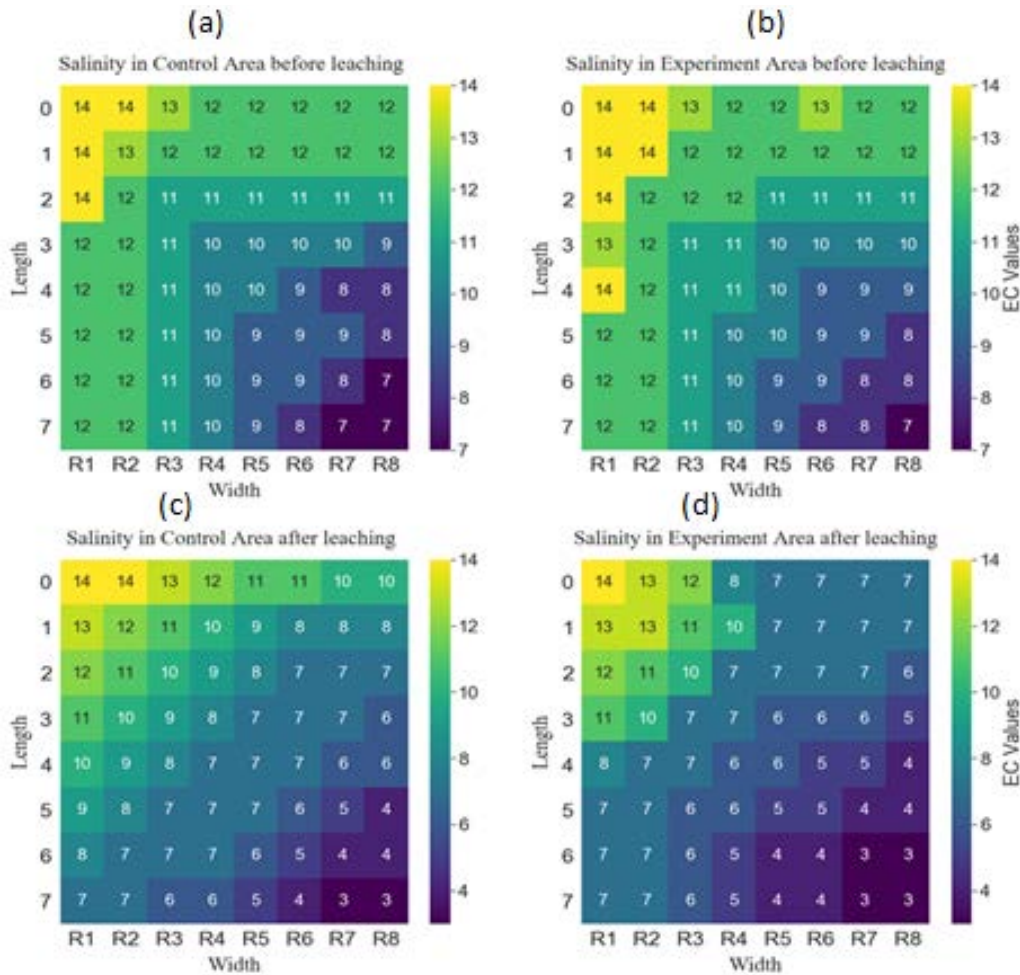 (a)
Salinity in Control Area before leaching
0 14 14 13 12 12 12 12 12
1 14 13 12 12 12 12 12 12
2 14 12 11 11 11 11 11 11
3 12 12 11 10 10 10 10 9
4 12 12 11 10 10 9 8 8
5 12 12 11 10 9 9 9 8
6 12 12 11 10 9 9 8 7
7 12 12 11 10 9 8 7 7
R1 R2 R3 R4 R5 R6 R7 R8
Width
Length
14
13
12
11
10
9
8
7
(b)
Salinity in Experiment Area before leaching
14 14 13 12 12 13 12 12
14 14 12 12 12 12 12 12
14 12 12 12 11 11 11 11
13 12 11 11 10 10 10 10
14 12 11 11 10 9 9 9
12 12 11 10 10 9 9 8
12 12 11 10 9 9 8 8
12 12 11 10 9 8 8 7
R1 R2 R3 R4 R5 R6 R7 R8
Width
14
13
12
11
10
9
8
7
EC Values
(c)
Salinity in Control Area after leaching
0 14 14 13 12 11 11 10 10
1 13 12 11 10 9 8 8 8
2 12 11 10 9 8 7 7 7
3 11 10 9 8 7 7 7 6
4 10 9 8 7 7 7 6 6
5 9 8 7 7 7 6 5 4
6 8 7 7 7 6 5 4 4
7 7 7 6 6 5 4 3 3
R1 R2 R3 R4 R5 R6 R7 R8
Width
Length
14
12
10
8
6
4
(d)
Salinity in Experiment Area after leaching
0 14 13 12 8 7 7 7 7
1 13 13 11 10 7 7 7 7
2 12 11 10 7 7 7 7 6
3 11 10 7 7 6 6 6 5
4 8 7 7 6 6 5 5 4
5 7 7 6 6 5 5 4 4
6 7 7 6 5 4 4 3 3
7 7 7 6 5 4 4 3 3
R1 R2 R3 R4 R5 R6 R7 R8
Width
Length
14
12
10
8
6
4
EC Values